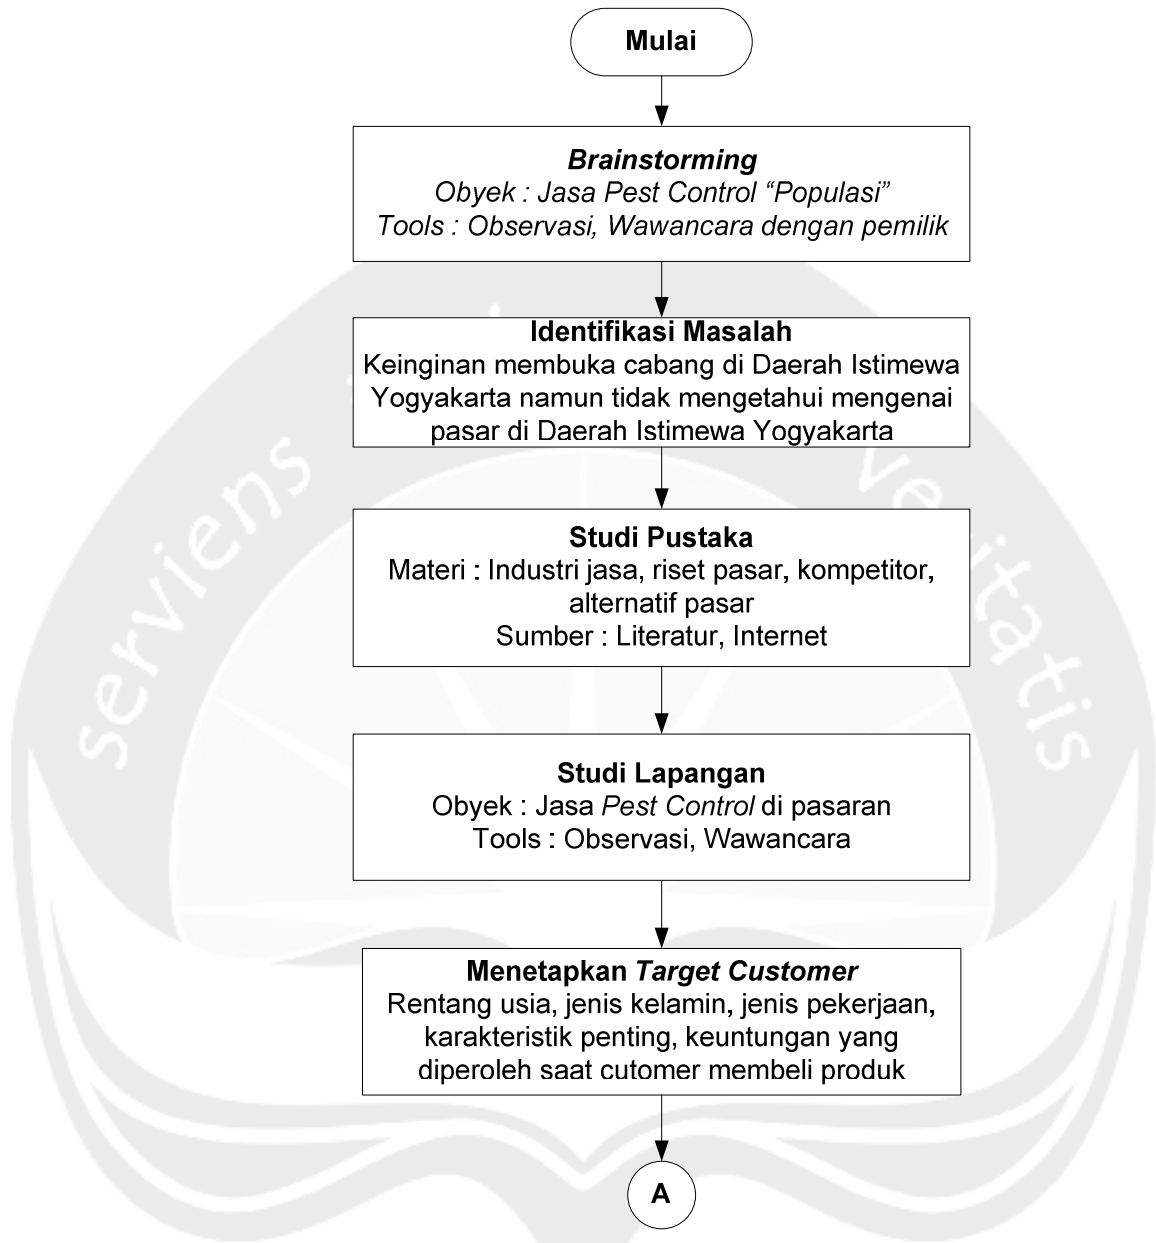 Mulai
Brainstorming
Obyek : Jasa Pest Control “Populasi”
Tools : Observasi, Wawancara dengan pemilik
Identifikasi Masalah
Keinginan membuka cabang di Daerah Istimewa
Yogyakarta namun tidak mengetahui mengenai
pasar di Daerah Istimewa Yogyakarta
serviens
veritatis
Studi Pustaka
Materi : Industri jasa, riset pasar, kompetitor,
alternatif pasar
Sumber : Literatur, Internet
Studi Lapangan
Obyek : Jasa Pest Control di pasaran
Tools : Observasi, Wawancara
Menetapkan Target Customer
Rentang usia, jenis kelamin, jenis pekerjaan,
karakteristik penting, keuntungan yang
diperoleh saat cutomer membeli produk
A